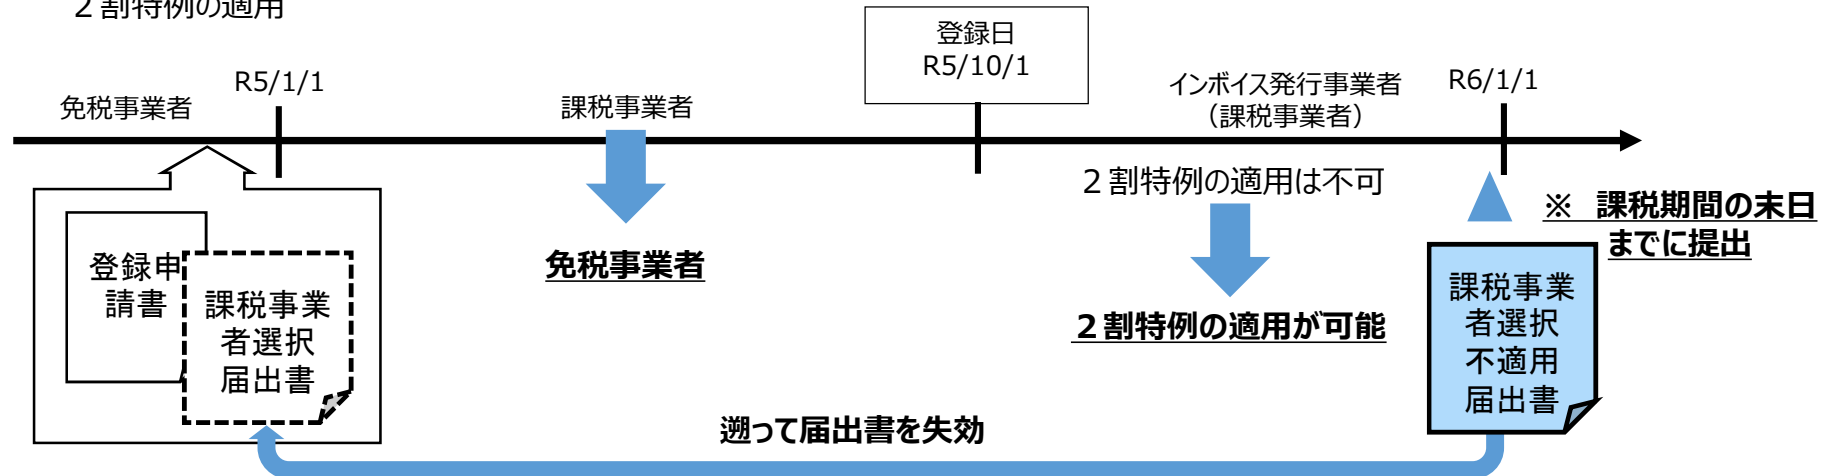 ２割特例の適用
登録日
R5/10/1
R5/1/1
免税事業者
課税事業者
インボイス発行事業者
（課税事業者）
R6/1/1
２割特例の適用は不可
※　課税期間の末日
までに提出
免税事業者
２割特例の適用が可能
登録申
請書
課税事業
者選択
届出書
課税事業
者選択
不適用
届出書
遡って届出書を失効